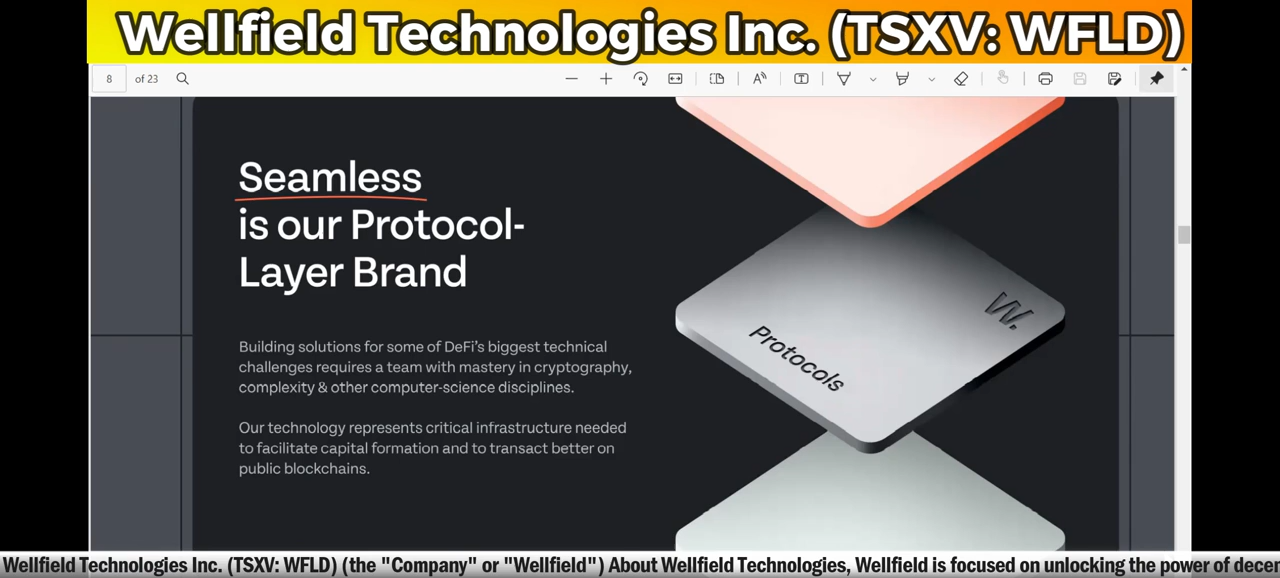 Wellfield Technologies Inc. (TSXV: WFLD)
8 of 23
Seamless
is our Protocol-
Layer Brand
Building solutions for some of DeFi's biggest technical
challenges requires a team with mastery in cryptography,
complexity & other computer-science disciplines.
Our technology represents critical infrastructure needed
to facilitate capital formation and to transact better on
public blockchains.
W.
Protocols
Wellfield Technologies Inc. (TSXV: WFLD) (the "Company" or "Wellfield") About Wellfield Technologies, Wellfield is focused on unlocking the power of decer